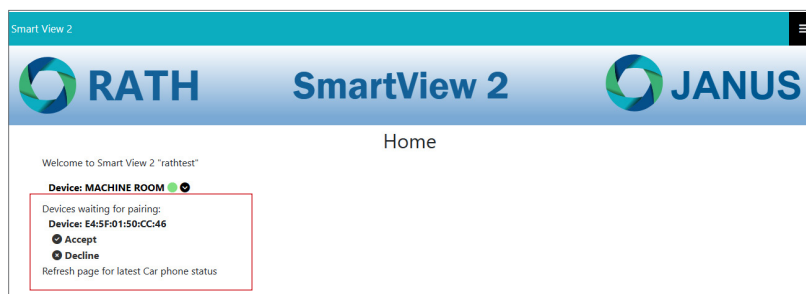 Smart View 2
RATH SmartView 2 JANUS
Home
Welcome to Smart View 2 "rathtest"
Device: MACHINE ROOM
Devices waiting for pairing:
Device: E4:5F:01:50:CC:46
Accept
Decline
Refresh page for latest Car phone status